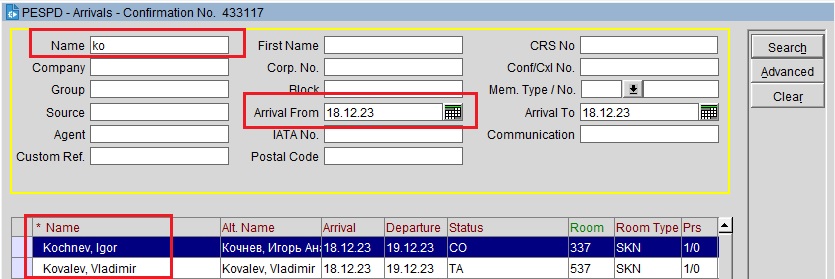 PESPD - Arrivals - Confirmation No. 433117
Name ko First Name CRS No Search
Company Corp. No. Conf/Cxl No. Advanced
Group Block Mem. Type / No. Clear
Source Arrival From 18.12.23 Arrival To 18.12.23
Agent IATA No. Communication
Custom Ref. Postal Code
* Name Alt. Name Arrival Departure Status Room Room Type Prs
Kochnev, Igor Кочнев, Игорь Ана 18.12.23 19.12.23 CO 337 SKN 1/0
Kovalev, Vladimir Kovalev, Vladimir 18.12.23 19.12.23 TA 537 SKN 1/0